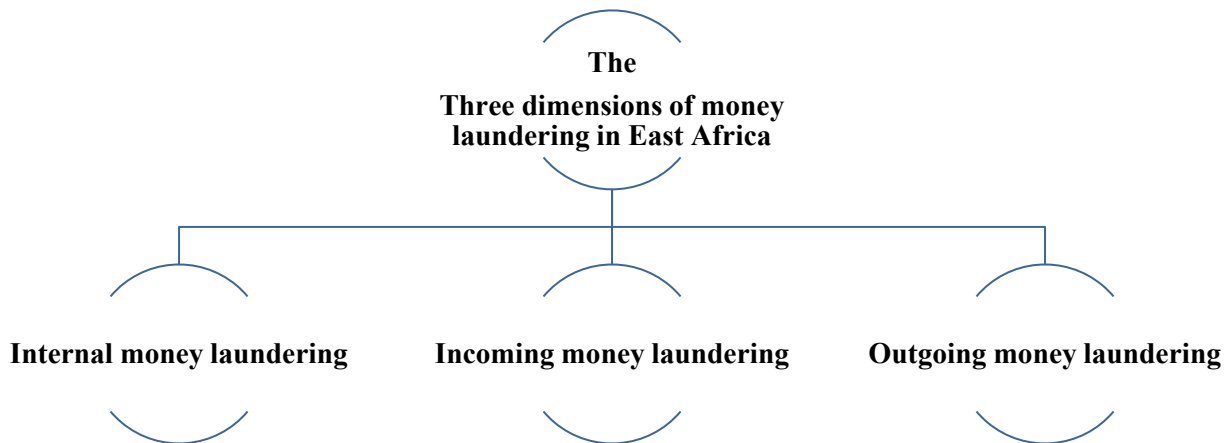 The
Three dimensions of money
laundering in East Africa
Internal money laundering
Incoming money laundering
Outgoing money laundering